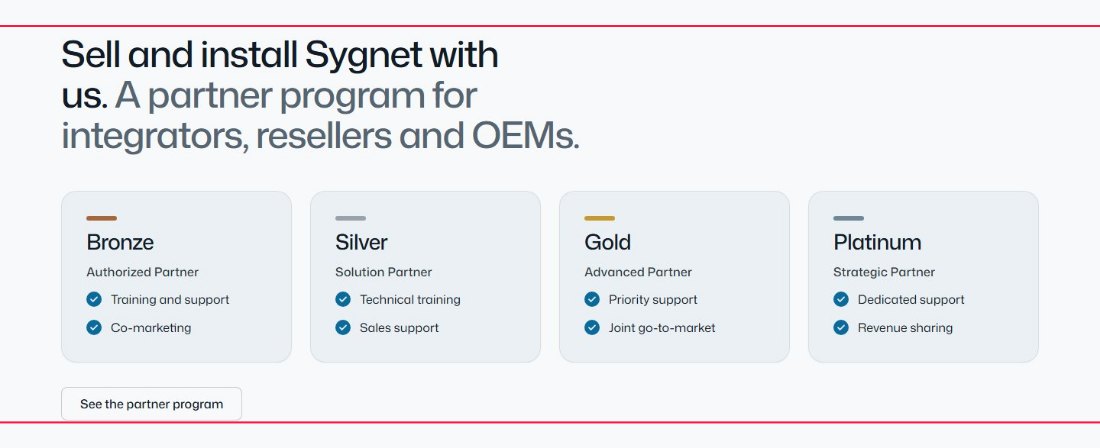 Sell and install Sygnet with
us. A partner program for
integrators, resellers and OEMs.
Bronze
Authorized Partner
Training and support
Co-marketing
Silver
Solution Partner
Technical training
Sales support
Gold
Advanced Partner
Priority support
Joint go-to-market
Platinum
Strategic Partner
Dedicated support
Revenue sharing
See the partner program